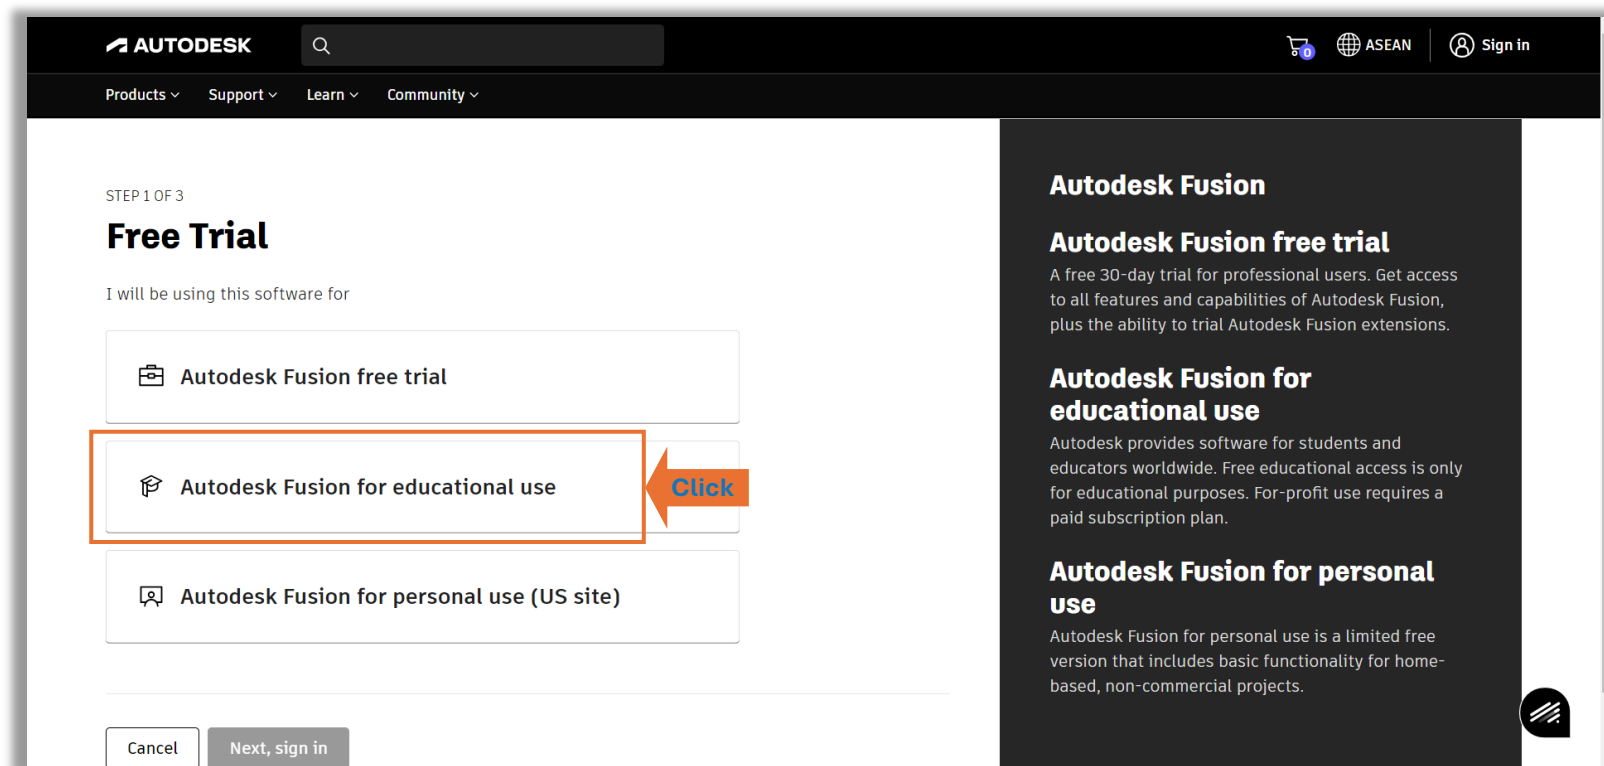 AUTODESK
0
ASEAN
Sign in
Products
Support
Learn
Community
STEP 1 OF 3
Free Trial
I will be using this software for
Autodesk Fusion free trial
Autodesk Fusion for educational use
Click
Autodesk Fusion for personal use (US site)
Cancel
Next, sign in
Autodesk Fusion
Autodesk Fusion free trial
A free 30-day trial for professional users. Get access
to all features and capabilities of Autodesk Fusion,
plus the ability to trial Autodesk Fusion extensions.
Autodesk Fusion for
educational use
Autodesk provides software for students and
educators worldwide. Free educational access is only
for educational purposes. For-profit use requires a
paid subscription plan.
Autodesk Fusion for personal
use
Autodesk Fusion for personal use is a limited free
version that includes basic functionality for home-
based, non-commercial projects.